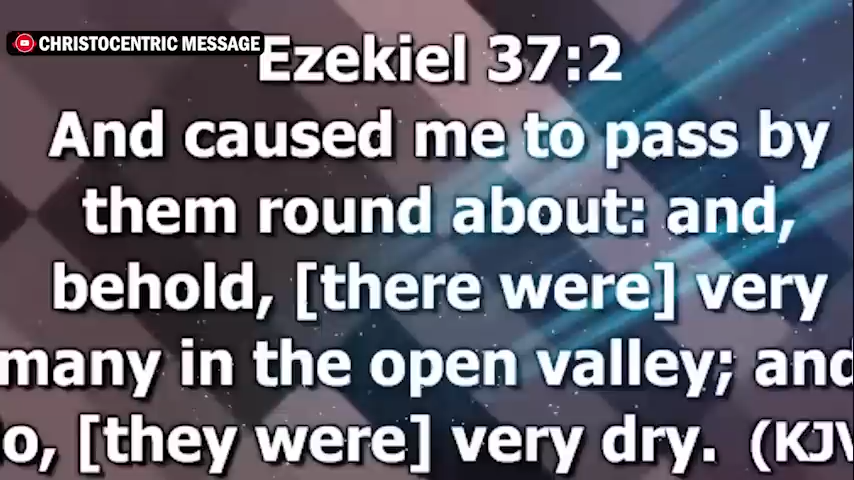 CHRISTOCENTRIC MESSAGE
Ezekiel 37:2
And caused me to pass by
them round about: and,
behold, [there were] very
many in the open valley; and
lo, [they were] very dry. (KJV